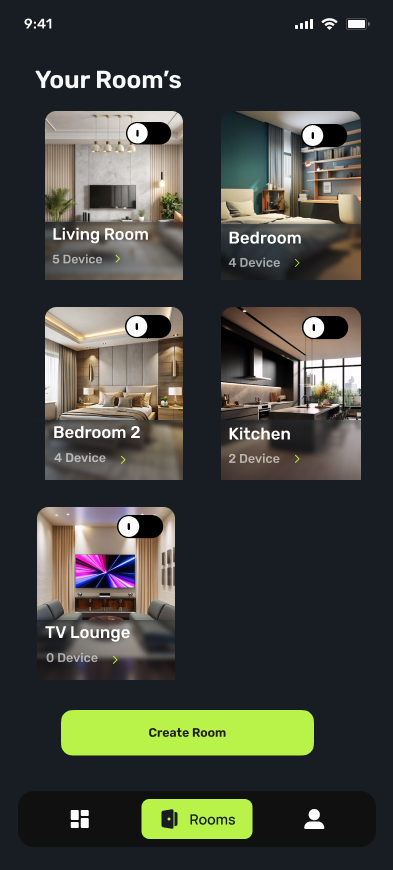 9:41
Your Room’s
Living Room
5 Device
Bedroom
4 Device
Bedroom 2
4 Device
Kitchen
2 Device
TV Lounge
0 Device
Create Room
Rooms